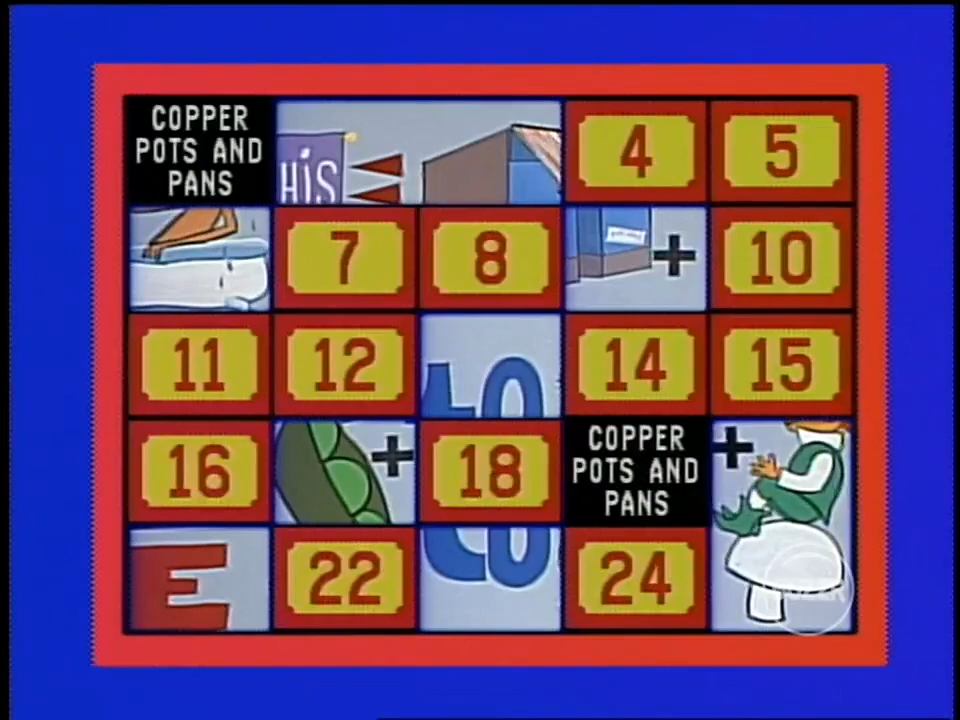 COPPER
POTS AND
PANS
HiS
4
5
7
8
+
10
11
12
to
14
15
16
+
18
COPPER
POTS AND
PANS
+
E
22
24